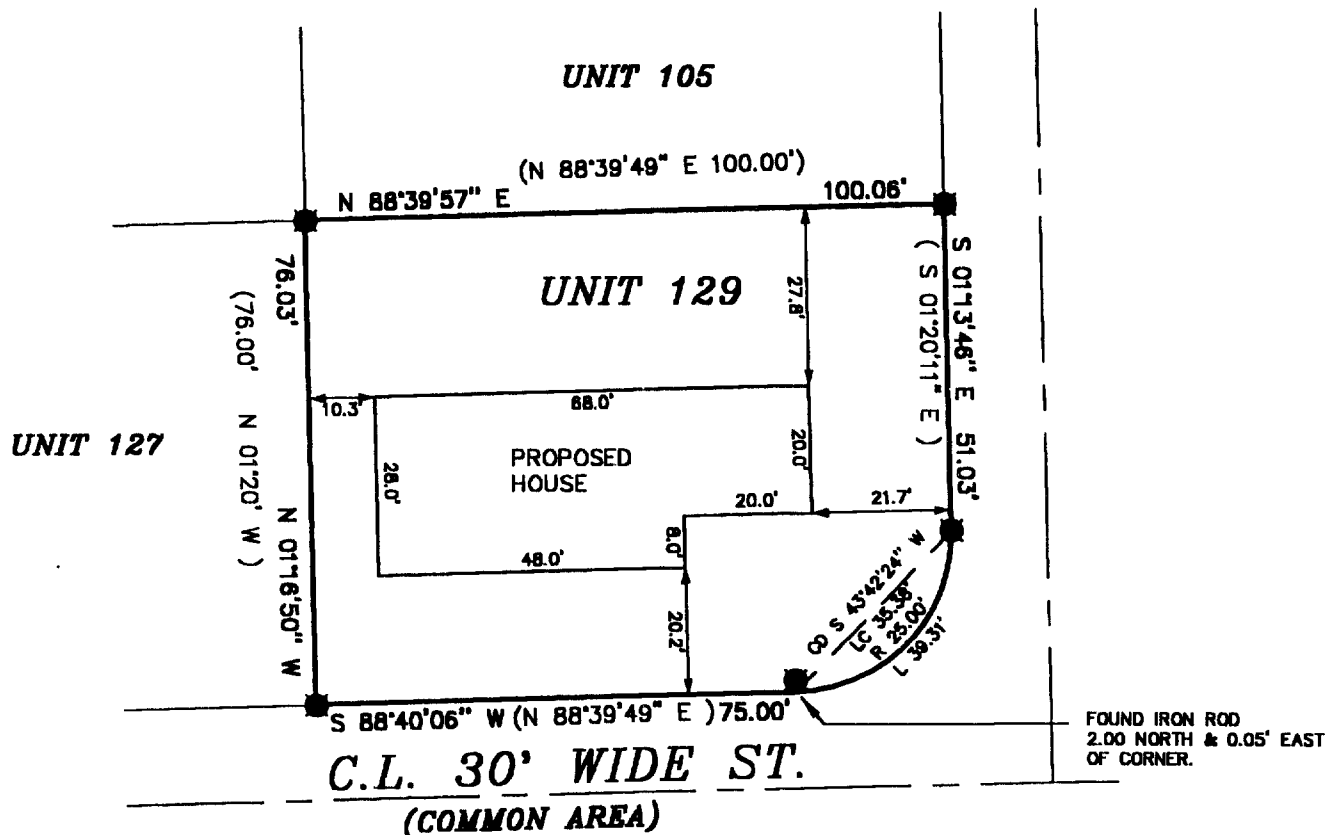 UNIT 105
(N 88°39'49" E 100.00')
N 88°39'57" E
100.06'
76.03'
(76.00' N 01°20' W )
N 01°16'50" W
UNIT 129
27.8'
S 01°13'46" E 51.03'
( S 01°20'11" E )
10.3'
68.0'
UNIT 127
28.0'
PROPOSED
HOUSE
20.0'
20.0'
21.7'
48.0'
8.0'
20.2'
CD S 43°42'24" W
LC 35.38'
R 25.00'
L 39.31'
S 88°40'06" W (N 88°39'49" E ) 75.00'
FOUND IRON ROD
2.00 NORTH & 0.05' EAST
OF CORNER.
C.L. 30' WIDE ST.
(COMMON AREA)